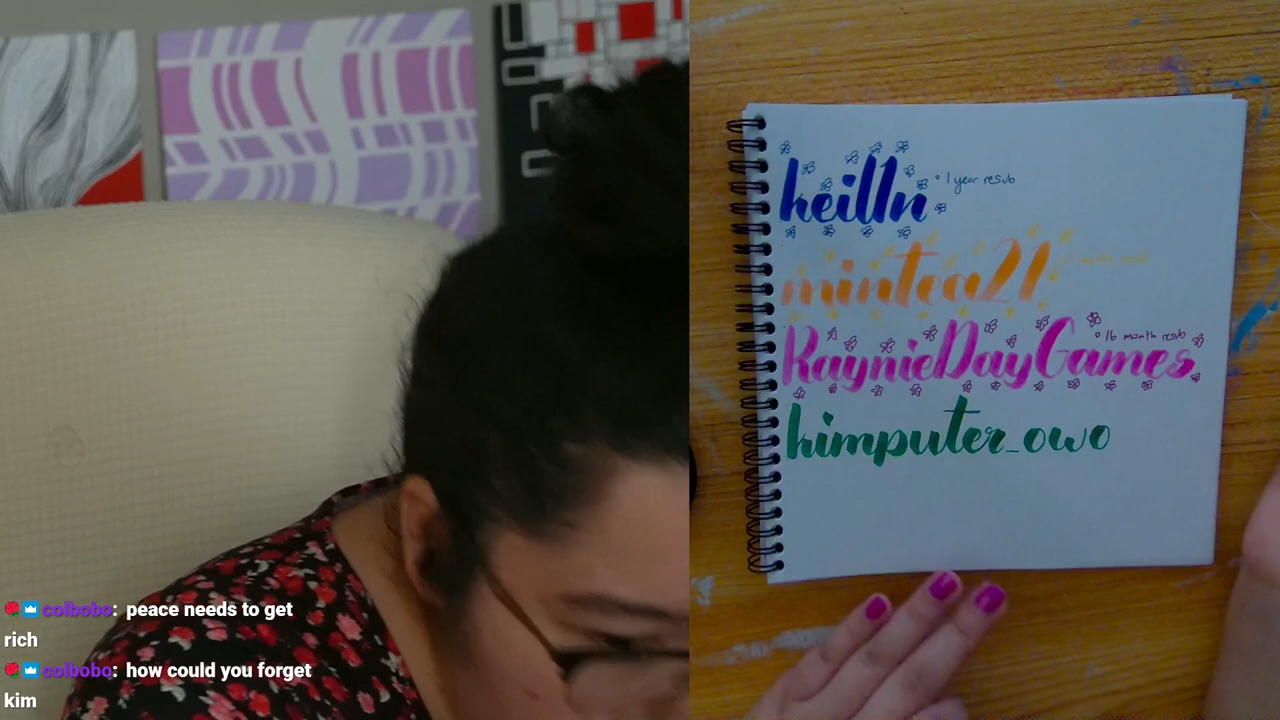 keilln
1 year resub
mintea21
RaynieDayGames
16 month resub
kimputer_owo
colbobo: peace needs to get
rich
colbobo: how could you forget
kim